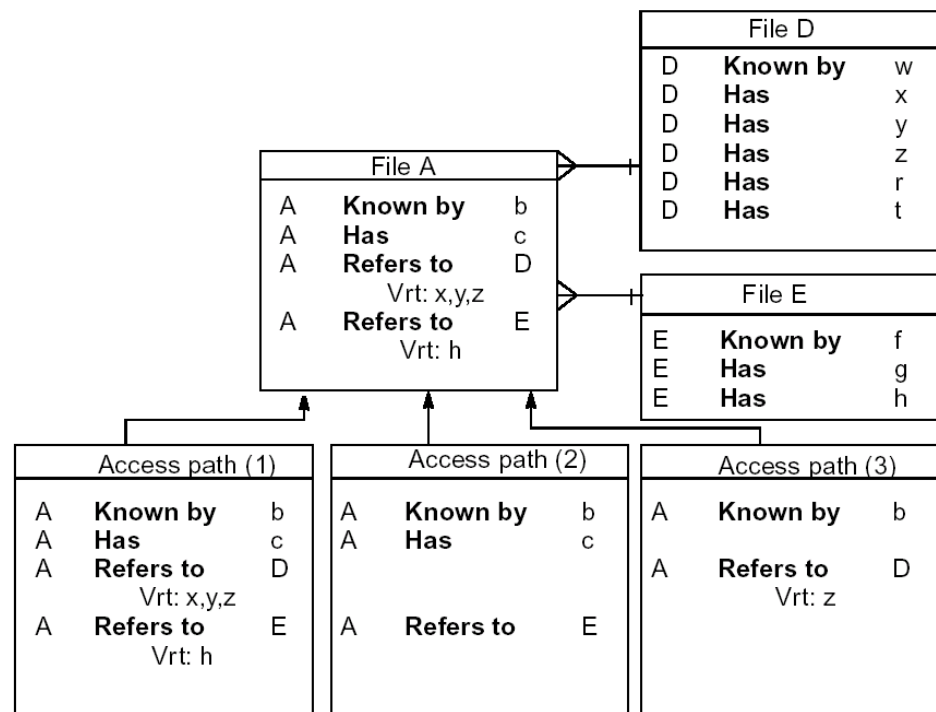 File D
D Known by w
D Has x
D Has y
D Has z
D Has r
D Has t
File A
A Known by b
A Has c
A Refers to D
Vrt: x,y,z
A Refers to E
Vrt: h
File E
E Known by f
E Has g
E Has h
Access path (1)
A Known by b
A Has c
A Refers to D
Vrt: x,y,z
A Refers to E
Vrt: h
Access path (2)
A Known by b
A Has c
A Refers to E
Access path (3)
A Known by b
A Refers to D
Vrt: z